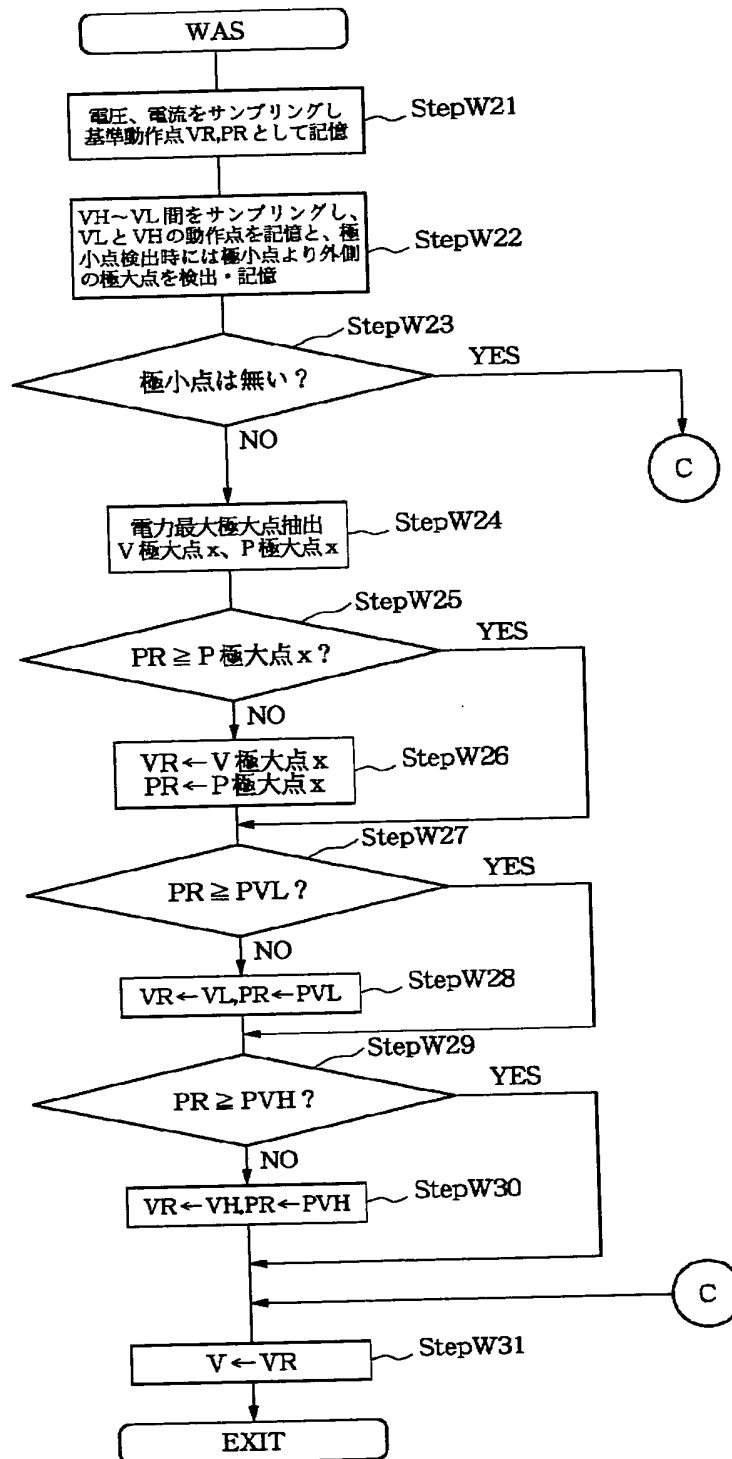 WAS
電圧、電流をサンプリングし
基準動作点VR,PRとして記憶
StepW21
VH~VL間をサンプリングし、
VLとVHの動作点を記憶と、極
小点検出時には極小点より外側
の極大点を検出・記憶
StepW22
StepW23
極小点は無い?
YES
NO
C
電力最大極大点抽出
V極大点x、P極大点x
StepW24
StepW25
PR≧P極大点x?
YES
NO
VR←V極大点x
PR←P極大点x
StepW26
StepW27
PR≧PVL?
YES
NO
VR←VL,PR←PVL
StepW28
StepW29
PR≧PVH?
YES
NO
VR←VH,PR←PVH
StepW30
C
V←VR
StepW31
EXIT